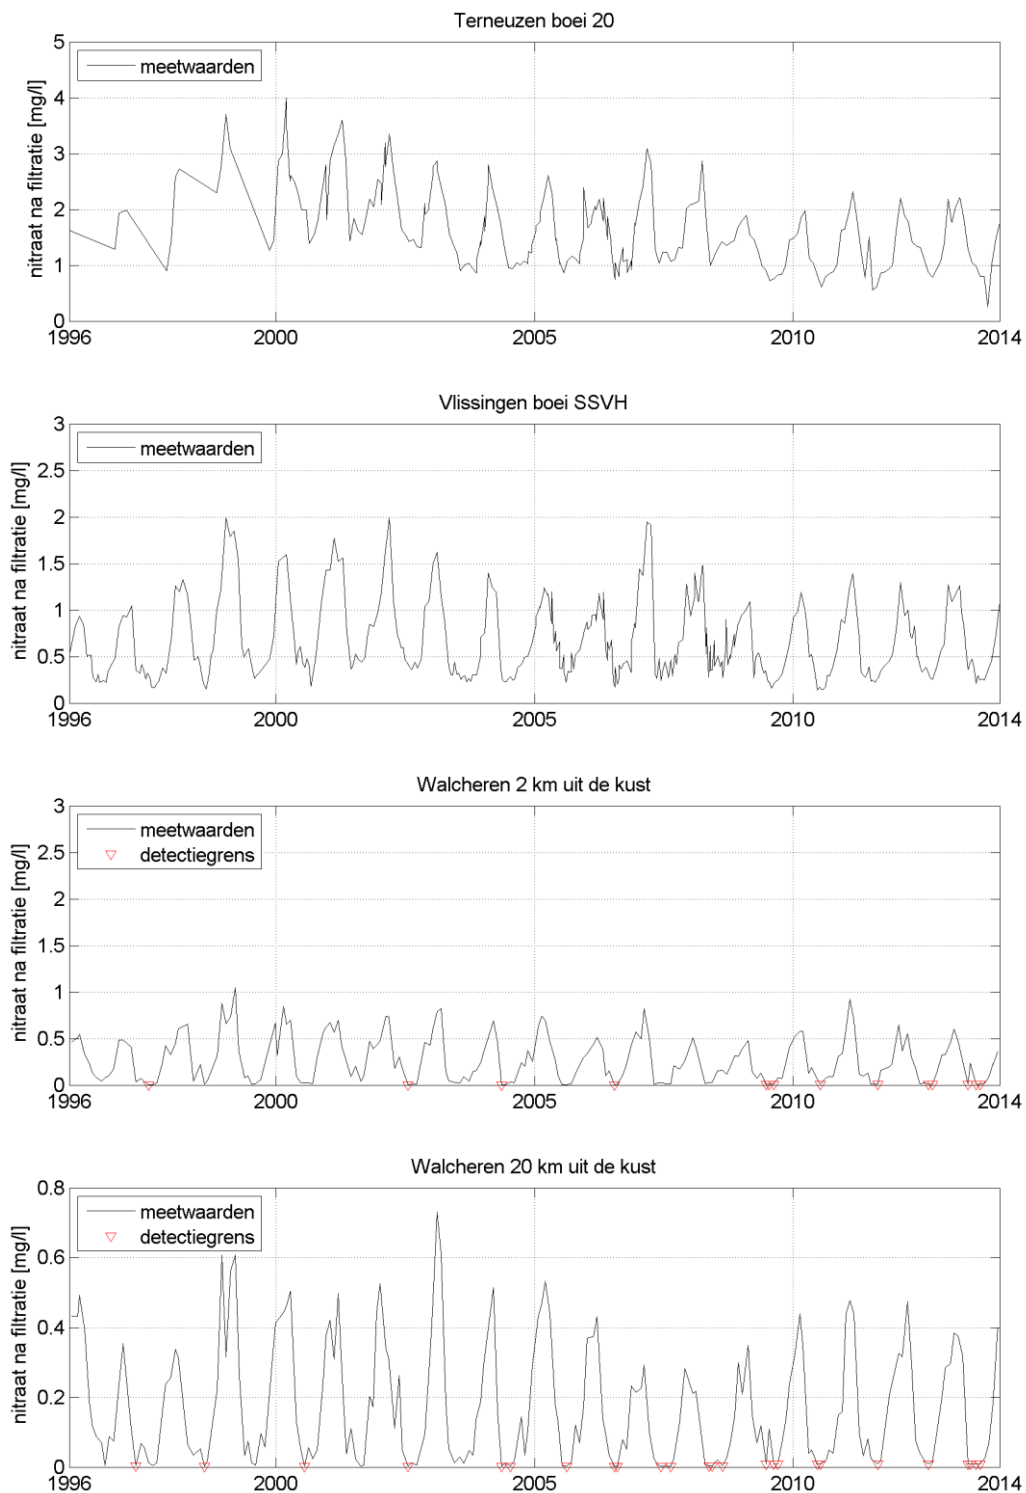 Terneuzen boei 20
nitraat na filtratie [mg/l]
5
4
3
2
1
0
meetwaarden
1996 2000 2005 2010 2014
Vlissingen boei SSVH
nitraat na filtratie [mg/l]
3
2.5
2
1.5
1
0.5
0
meetwaarden
1996 2000 2005 2010 2014
Walcheren 2 km uit de kust
nitraat na filtratie [mg/l]
3
2.5
2
1.5
1
0.5
0
meetwaarden
detectiegrens
1996 2000 2005 2010 2014
Walcheren 20 km uit de kust
nitraat na filtratie [mg/l]
0.8
0.6
0.4
0.2
0
meetwaarden
detectiegrens
1996 2000 2005 2010 2014